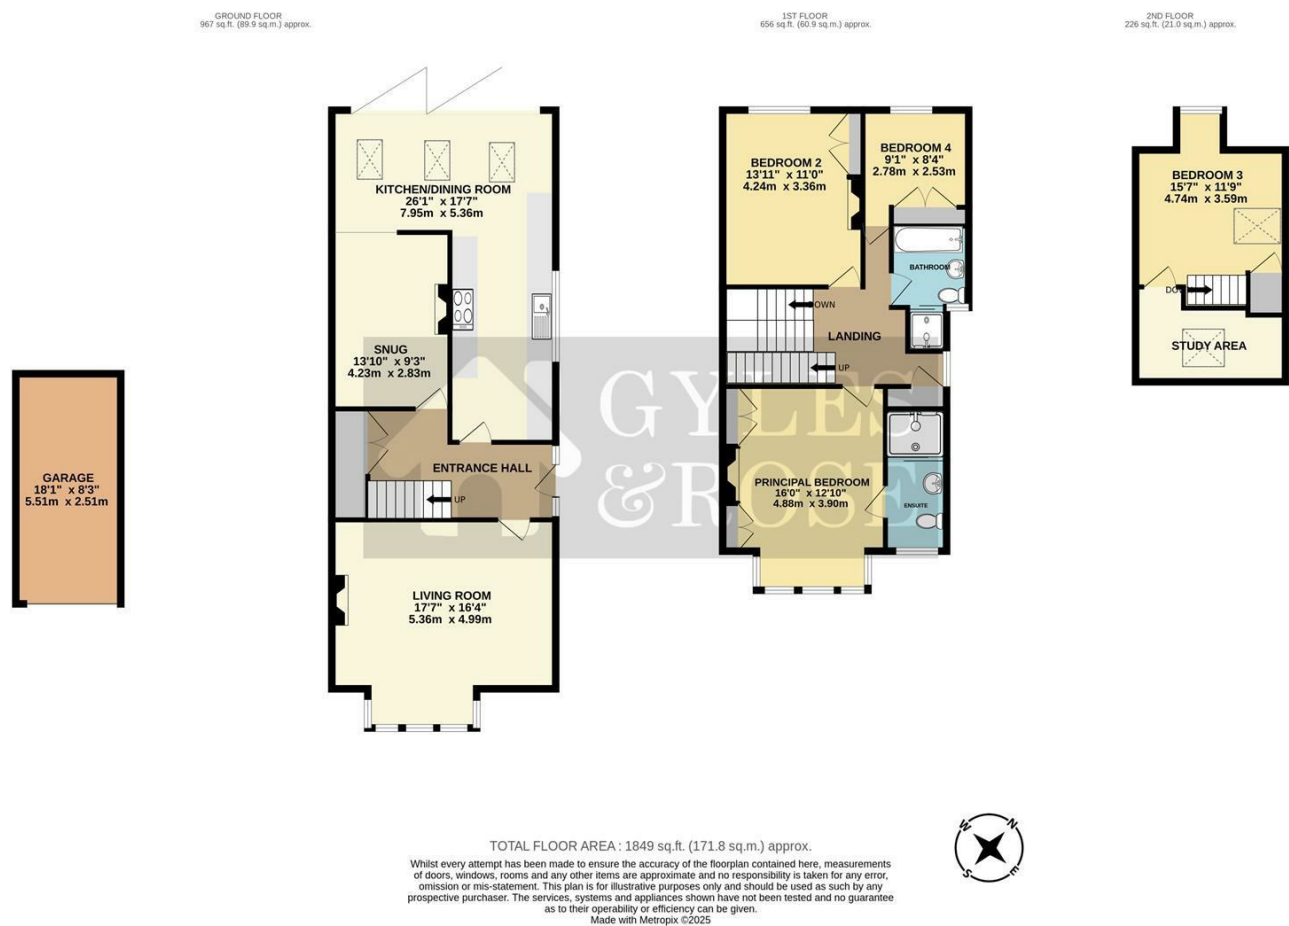 GROUND FLOOR
967 sq.ft. (89.9 sq.m.) approx.
1ST FLOOR
656 sq.ft. (60.9 sq.m.) approx.
2ND FLOOR
226 sq.ft. (21.0 sq.m.) approx.
KITCHEN/DINING ROOM
26'1" x 17'7"
7.95m x 5.36m
SNUG
13'10" x 9'3"
4.23m x 2.83m
ENTRANCE HALL
UP
LIVING ROOM
17'7" x 16'4"
5.36m x 4.99m
GARAGE
18'1" x 8'3"
5.51m x 2.51m
BEDROOM 2
13'11" x 11'0"
4.24m x 3.36m
BEDROOM 4
9'1" x 8'4"
2.78m x 2.53m
BATHROOM
DOWN
LANDING
UP
PRINCIPAL BEDROOM
16'0" x 12'10"
4.88m x 3.90m
ENSUITE
BEDROOM 3
15'7" x 11'9"
4.74m x 3.59m
STUDY AREA
GYLES
&ROSE
N
E
S
W
TOTAL FLOOR AREA : 1849 sq.ft. (171.8 sq.m.) approx.
Whilst every attempt has been made to ensure the accuracy of the floorplan contained here, measurements
of doors, windows, rooms and any other items are approximate and no responsibility is taken for any error,
omission or mis-statement. This plan is for illustrative purposes only and should be used as such by any
prospective purchaser. The services, systems and appliances shown have not been tested and no guarantee
as to their operability or efficiency can be given.
Made with Metropix ©2025